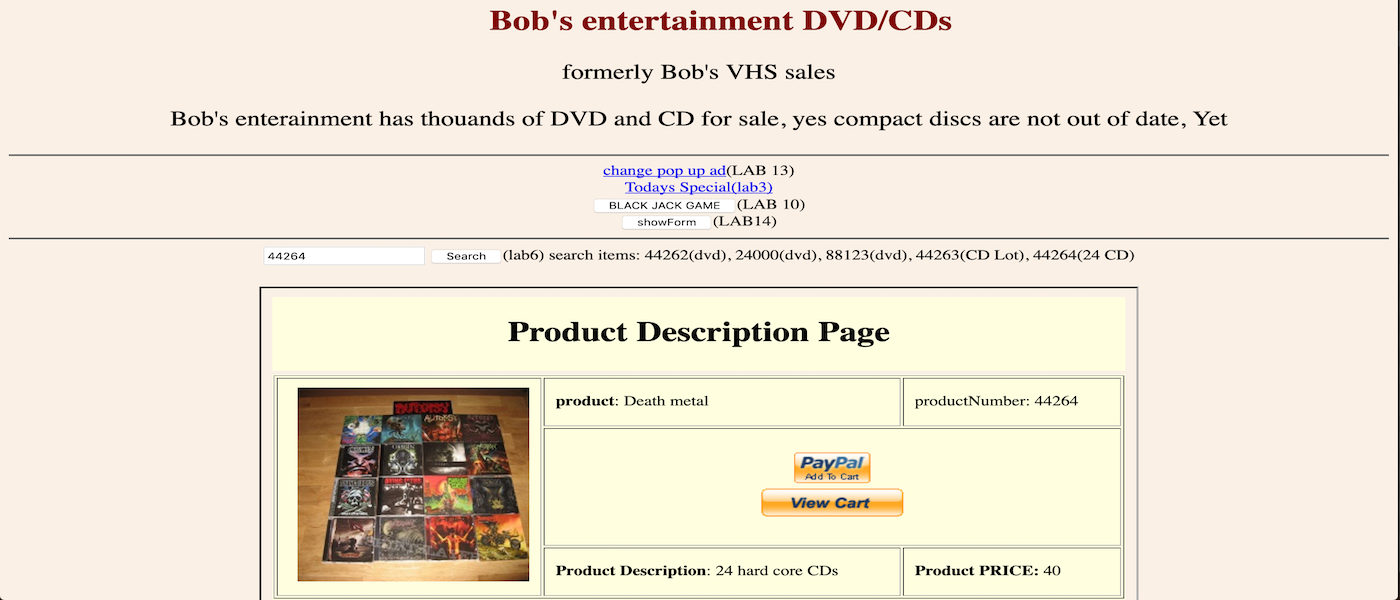 Bob's entertainment DVD/CDs
formerly Bob's VHS sales
Bob's enterainment has thouands of DVD and CD for sale, yes compact discs are not out of date, Yet
change pop up ad(LAB 13)
Todays Special(lab3)
BLACK JACK GAME (LAB 10)
showForm (LAB14)
44264 Search (lab6) search items: 44262(dvd), 24000(dvd), 88123(dvd), 44263(CD Lot), 44264(24 CD)
Product Description Page
product: Death metal
productNumber: 44264
AUTOPSY
PayPal
Add To Cart
View Cart
Product Description: 24 hard core CDs
Product PRICE: 40